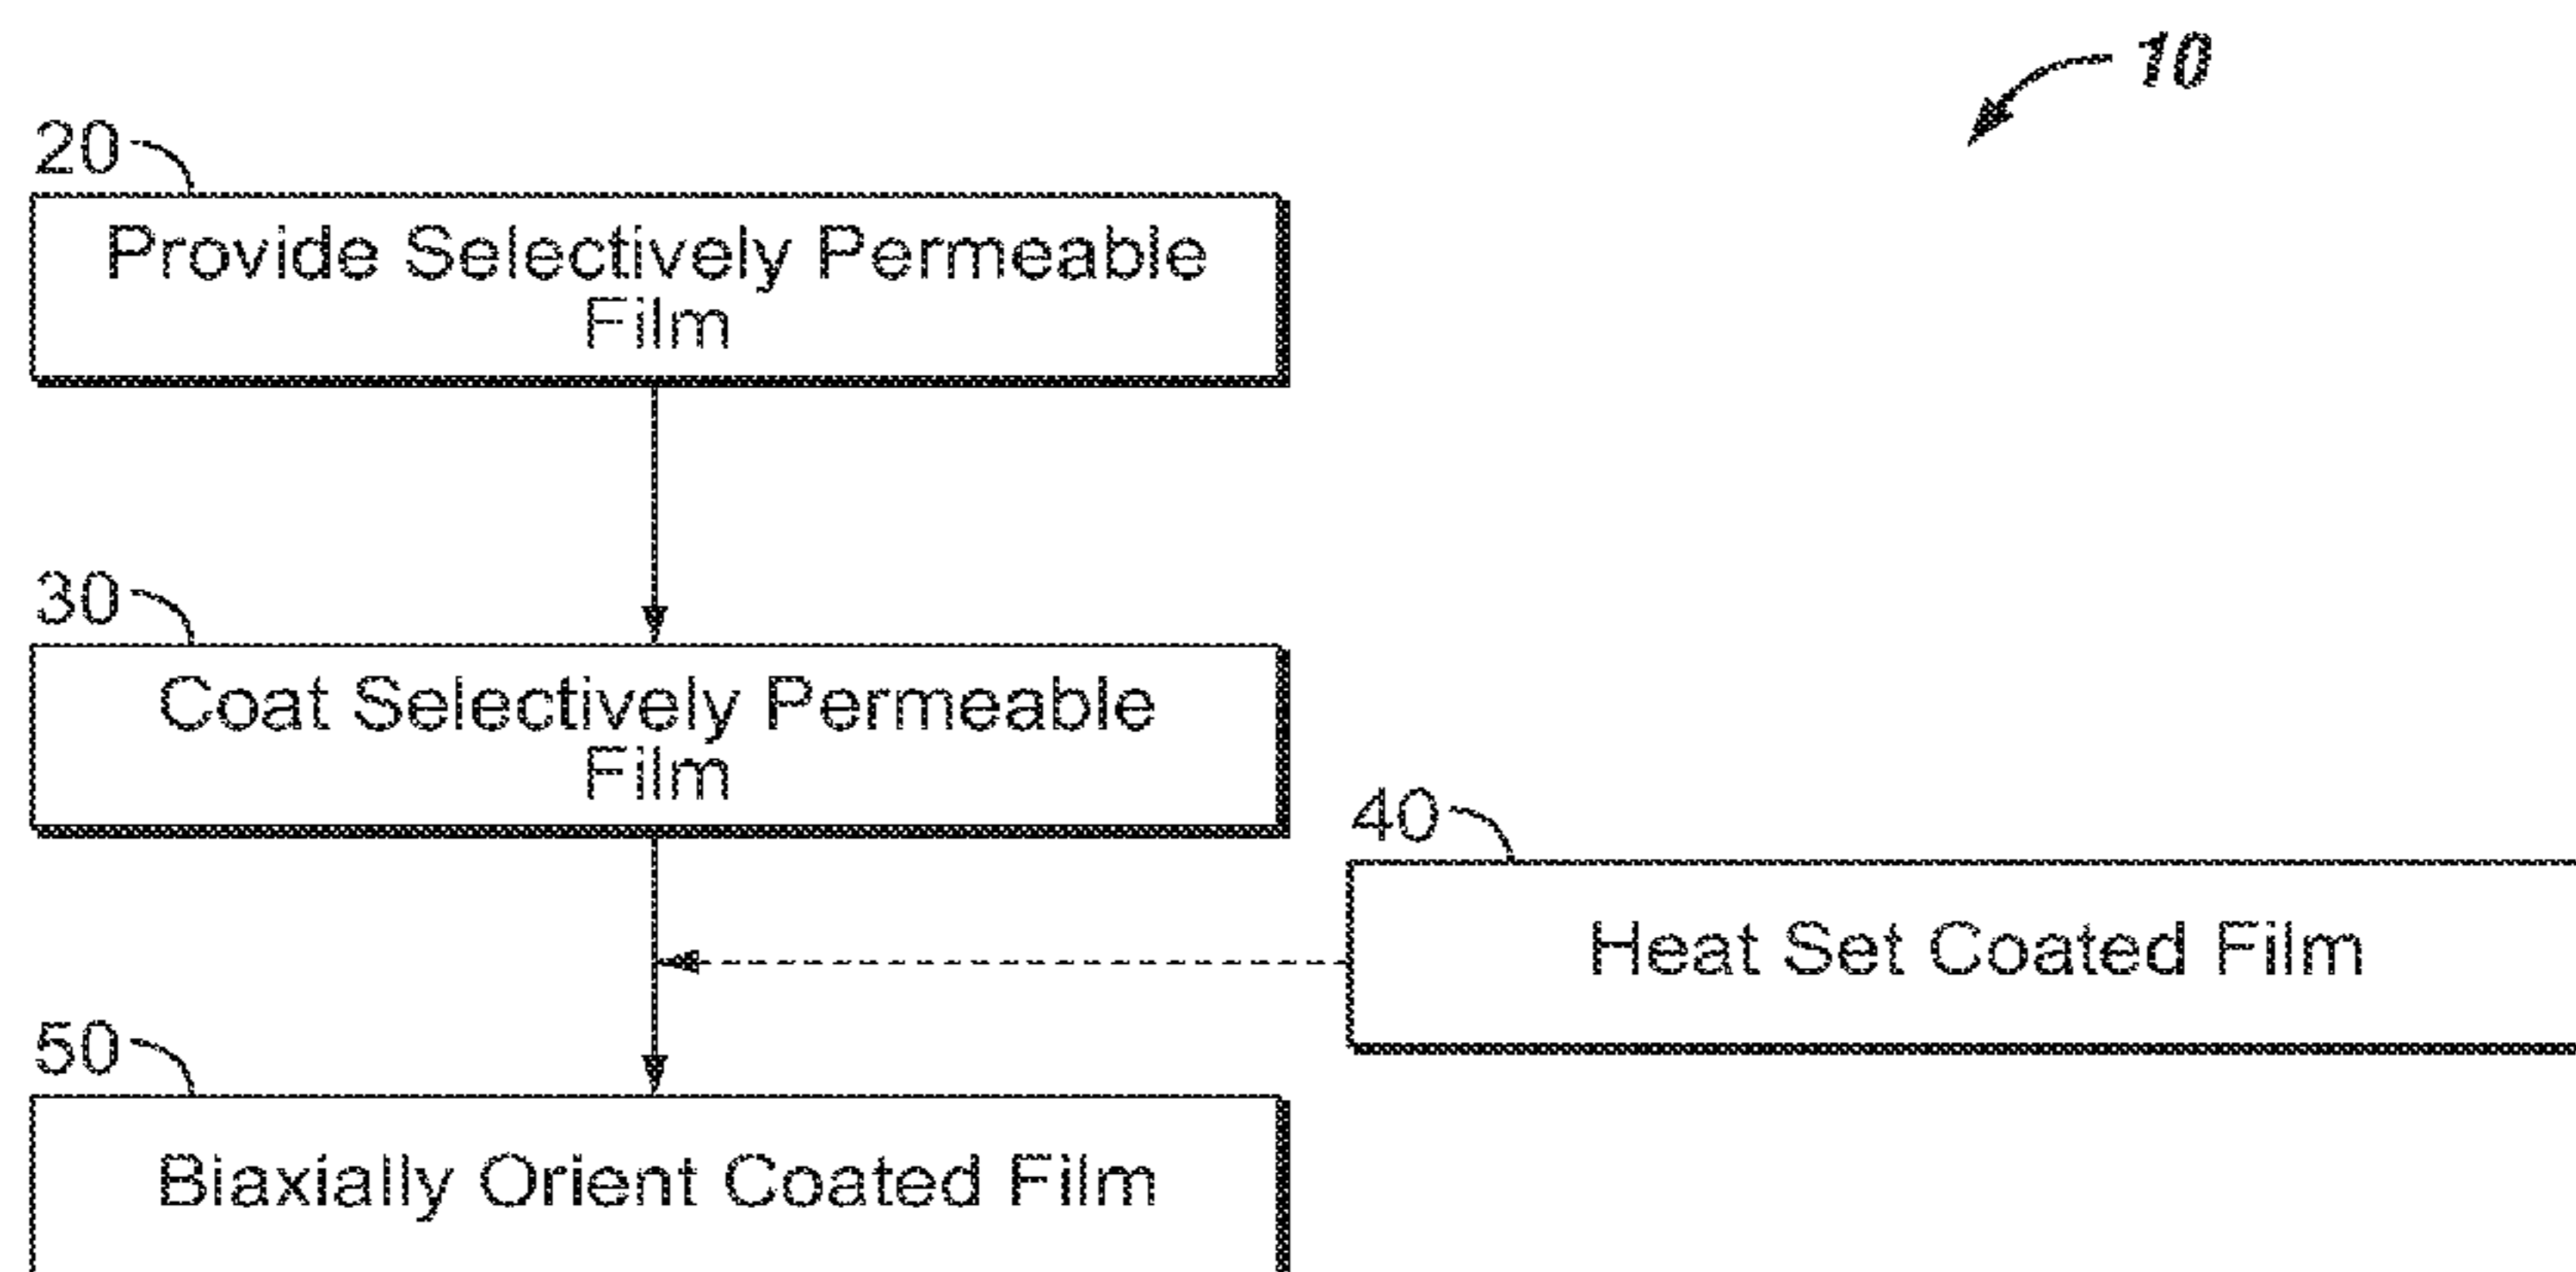 10
20
Provide Selectively Permeable
Film
30
Coat Selectively Permeable
Film
40
Heat Set Coated Film
50
Biaxially Orient Coated Film